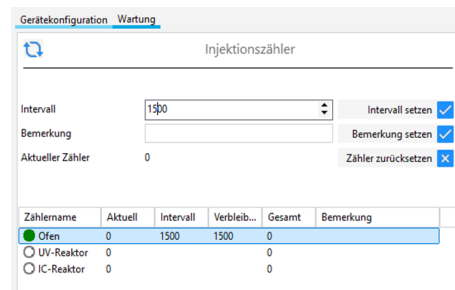 Gerätekonfiguration Wartung
Injektionszähler
Intervall 1500 Intervall setzen
Bemerkung Bemerkung setzen
Aktueller Zähler 0 Zähler zurücksetzen
Zählername Aktuell Intervall Verbleib... Gesamt Bemerkung
Ofen 0 1500 1500 0
UV-Reaktor 0 0
IC-Reaktor 0 0